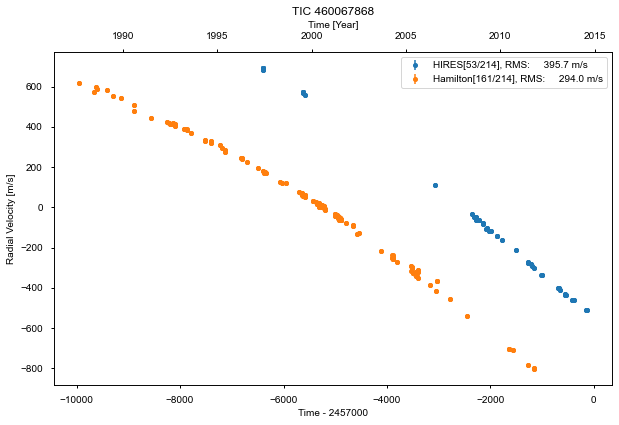 TIC 460067868
Time [Year]
1990 1995 2000 2005 2010 2015
HIRES[53/214], RMS: 395.7 m/s
Hamilton[161/214], RMS: 294.0 m/s
Radial Velocity [m/s]
600
400
200
0
−200
−400
−600
−800
−10000 −8000 −6000 −4000 −2000 0
Time - 2457000